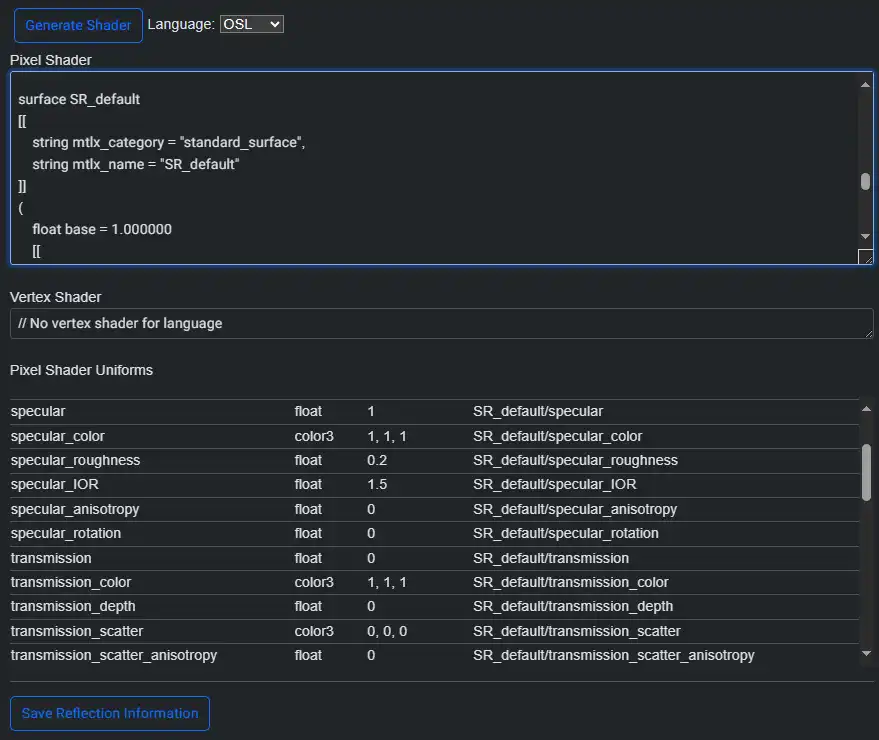 Generate Shader Language: OSL
Pixel Shader
surface SR_default
[[
string mtlx_category = "standard_surface",
string mtlx_name = "SR_default"
]]
(
float base = 1.000000
[[
Vertex Shader
// No vertex shader for language
Pixel Shader Uniforms
specular float 1 SR_default/specular
specular_color color3 1, 1, 1 SR_default/specular_color
specular_roughness float 0.2 SR_default/specular_roughness
specular_IOR float 1.5 SR_default/specular_IOR
specular_anisotropy float 0 SR_default/specular_anisotropy
specular_rotation float 0 SR_default/specular_rotation
transmission float 0 SR_default/transmission
transmission_color color3 1, 1, 1 SR_default/transmission_color
transmission_depth float 0 SR_default/transmission_depth
transmission_scatter color3 0, 0, 0 SR_default/transmission_scatter
transmission_scatter_anisotropy float 0 SR_default/transmission_scatter_anisotropy
Save Reflection Information